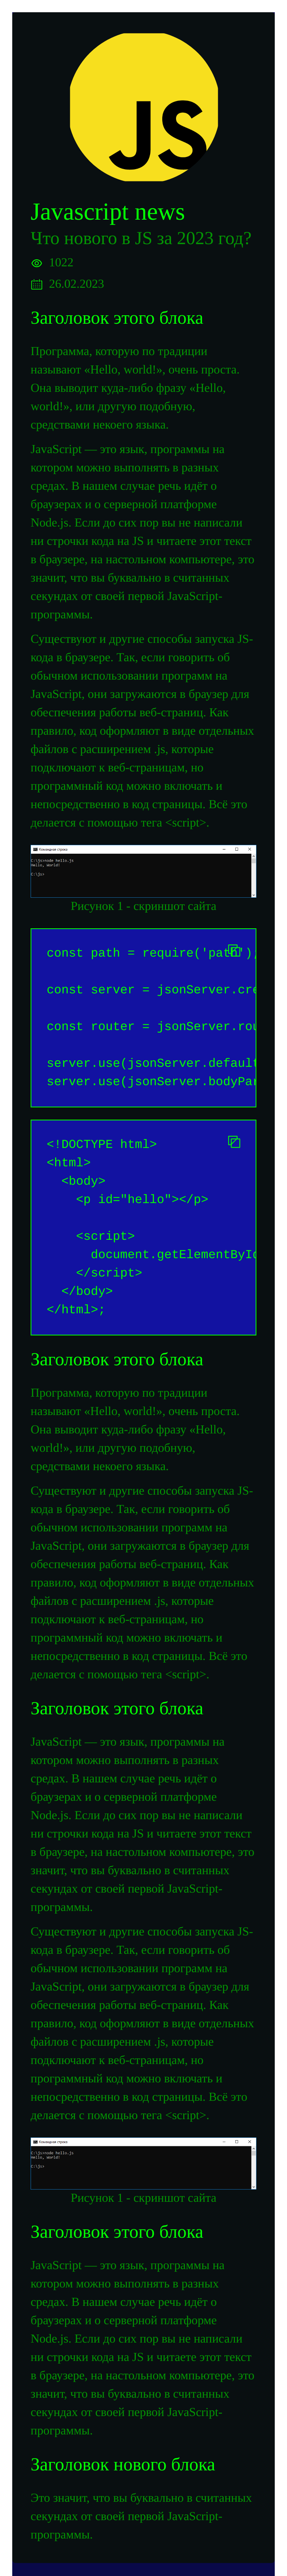 JS
Javascript news
Что нового в JS за 2023 год?
1022
26.02.2023
Заголовок этого блока
Программа, которую по традиции
называют «Hello, world!», очень проста.
Она выводит куда-либо фразу «Hello,
world!», или другую подобную,
средствами некоего языка.
JavaScript — это язык, программы на
котором можно выполнять в разных
средах. В нашем случае речь идёт о
браузерах и о серверной платформе
Node.js. Если до сих пор вы не написали
ни строчки кода на JS и читаете этот текст
в браузере, на настольном компьютере, это
значит, что вы буквально в считанных
секундах от своей первой JavaScript-
программы.
Существуют и другие способы запуска JS-
кода в браузере. Так, если говорить об
обычном использовании программ на
JavaScript, они загружаются в браузер для
обеспечения работы веб-страниц. Как
правило, код оформляют в виде отдельных
файлов с расширением .js, которые
подключают к веб-страницам, но
программный код можно включать и
непосредственно в код страницы. Всё это
делается с помощью тега <script>.
Командная строка
C:\js>node hello.js
Hello, World!
C:\js>
Рисунок 1 - скриншот сайта
const path = require('path');
const server = jsonServer.cre
const router = jsonServer.rou
server.use(jsonServer.default
server.use(jsonServer.bodyPar
<!DOCTYPE html>
<html>
<body>
<p id="hello"></p>
<script>
document.getElementById
</script>
</body>
</html>;
Заголовок этого блока
Программа, которую по традиции
называют «Hello, world!», очень проста.
Она выводит куда-либо фразу «Hello,
world!», или другую подобную,
средствами некоего языка.
Существуют и другие способы запуска JS-
кода в браузере. Так, если говорить об
обычном использовании программ на
JavaScript, они загружаются в браузер для
обеспечения работы веб-страниц. Как
правило, код оформляют в виде отдельных
файлов с расширением .js, которые
подключают к веб-страницам, но
программный код можно включать и
непосредственно в код страницы. Всё это
делается с помощью тега <script>.
Заголовок этого блока
JavaScript — это язык, программы на
котором можно выполнять в разных
средах. В нашем случае речь идёт о
браузерах и о серверной платформе
Node.js. Если до сих пор вы не написали
ни строчки кода на JS и читаете этот текст
в браузере, на настольном компьютере, это
значит, что вы буквально в считанных
секундах от своей первой JavaScript-
программы.
Существуют и другие способы запуска JS-
кода в браузере. Так, если говорить об
обычном использовании программ на
JavaScript, они загружаются в браузер для
обеспечения работы веб-страниц. Как
правило, код оформляют в виде отдельных
файлов с расширением .js, которые
подключают к веб-страницам, но
программный код можно включать и
непосредственно в код страницы. Всё это
делается с помощью тега <script>.
Командная строка
C:\js>node hello.js
Hello, World!
C:\js>
Рисунок 1 - скриншот сайта
Заголовок этого блока
JavaScript — это язык, программы на
котором можно выполнять в разных
средах. В нашем случае речь идёт о
браузерах и о серверной платформе
Node.js. Если до сих пор вы не написали
ни строчки кода на JS и читаете этот текст
в браузере, на настольном компьютере, это
значит, что вы буквально в считанных
секундах от своей первой JavaScript-
программы.
Заголовок нового блока
Это значит, что вы буквально в считанных
секундах от своей первой JavaScript-
программы.